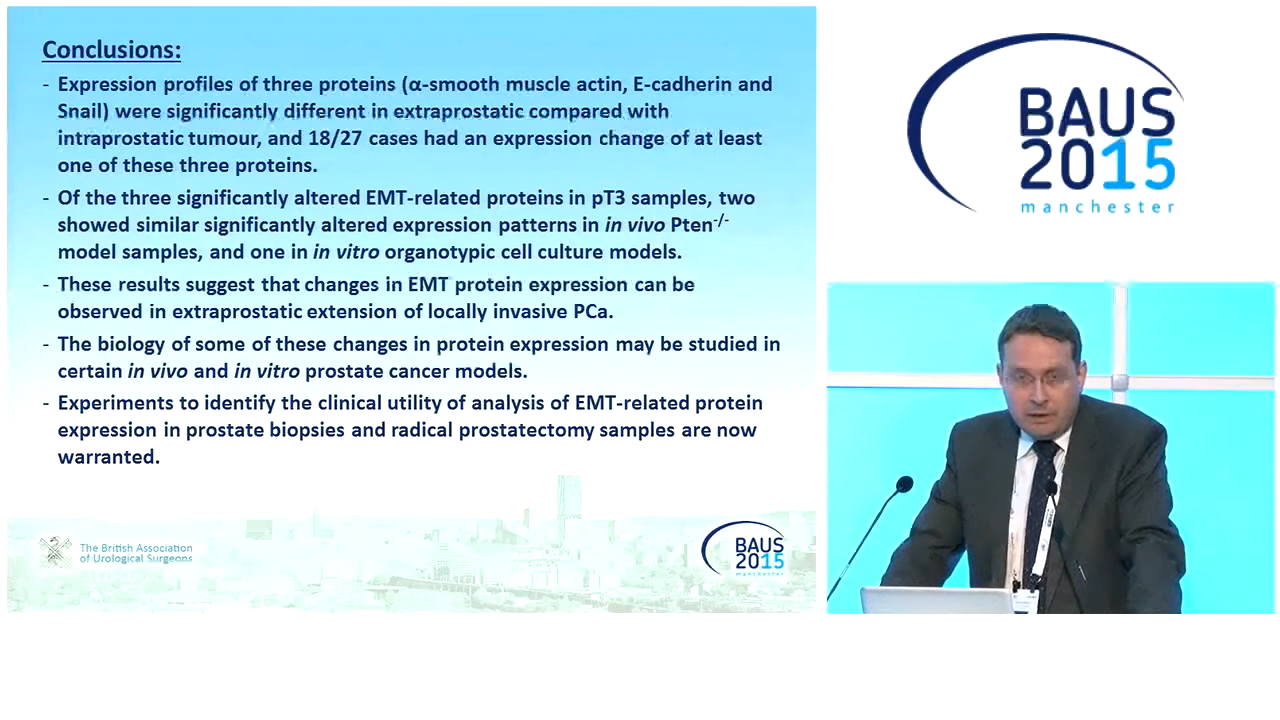 Conclusions:
- Expression profiles of three proteins (α-smooth muscle actin, E-cadherin and
Snail) were significantly different in extraprostatic compared with
intraprostatic tumour, and 18/27 cases had an expression change of at least
one of these three proteins.
- Of the three significantly altered EMT-related proteins in pT3 samples, two
showed similar significantly altered expression patterns in in vivo Pten-/-
model samples, and one in in vitro organotypic cell culture models.
- These results suggest that changes in EMT protein expression can be
observed in extraprostatic extension of locally invasive PCa.
- The biology of some of these changes in protein expression may be studied in
certain in vivo and in vitro prostate cancer models.
- Experiments to identify the clinical utility of analysis of EMT-related protein
expression in prostate biopsies and radical prostatectomy samples are now
warranted.
The British Association
of Urological Surgeons
BAUS
2015
manchester
BAUS
2015
manchester